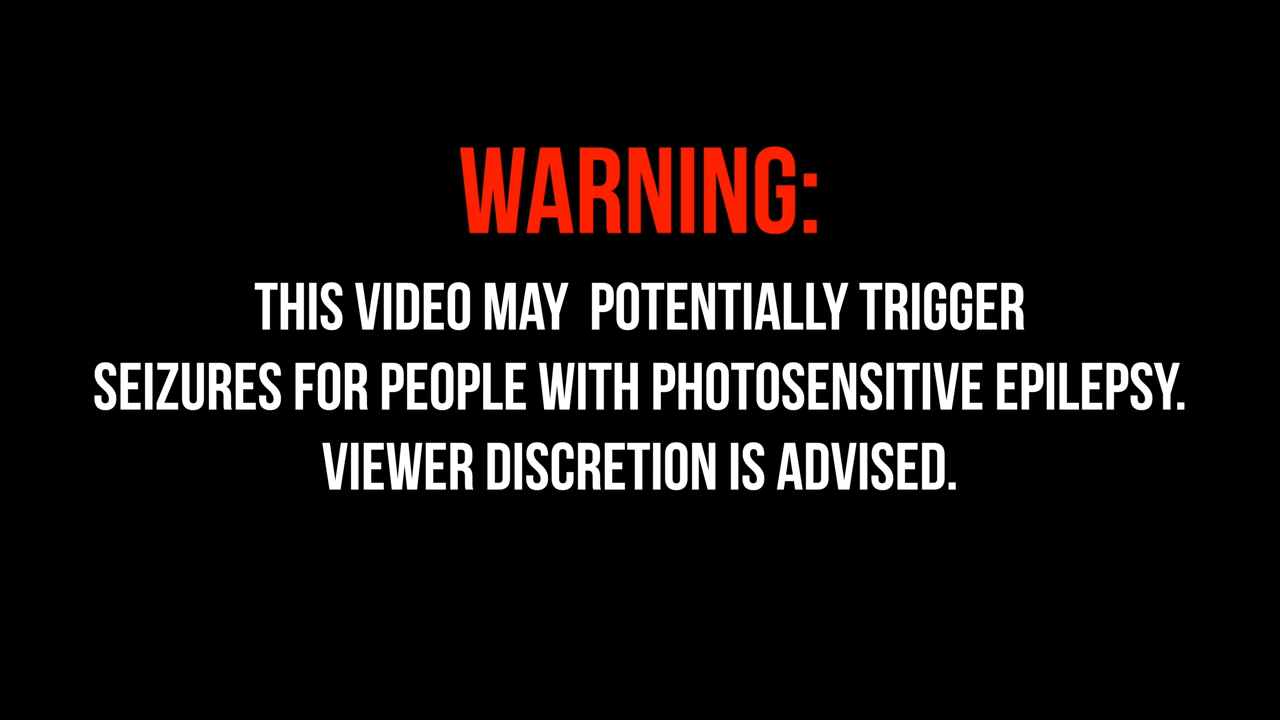 WARNING:
THIS VIDEO MAY  POTENTIALLY TRIGGER
SEIZURES FOR PEOPLE WITH PHOTOSENSITIVE EPILEPSY.
VIEWER DISCRETION IS ADVISED.